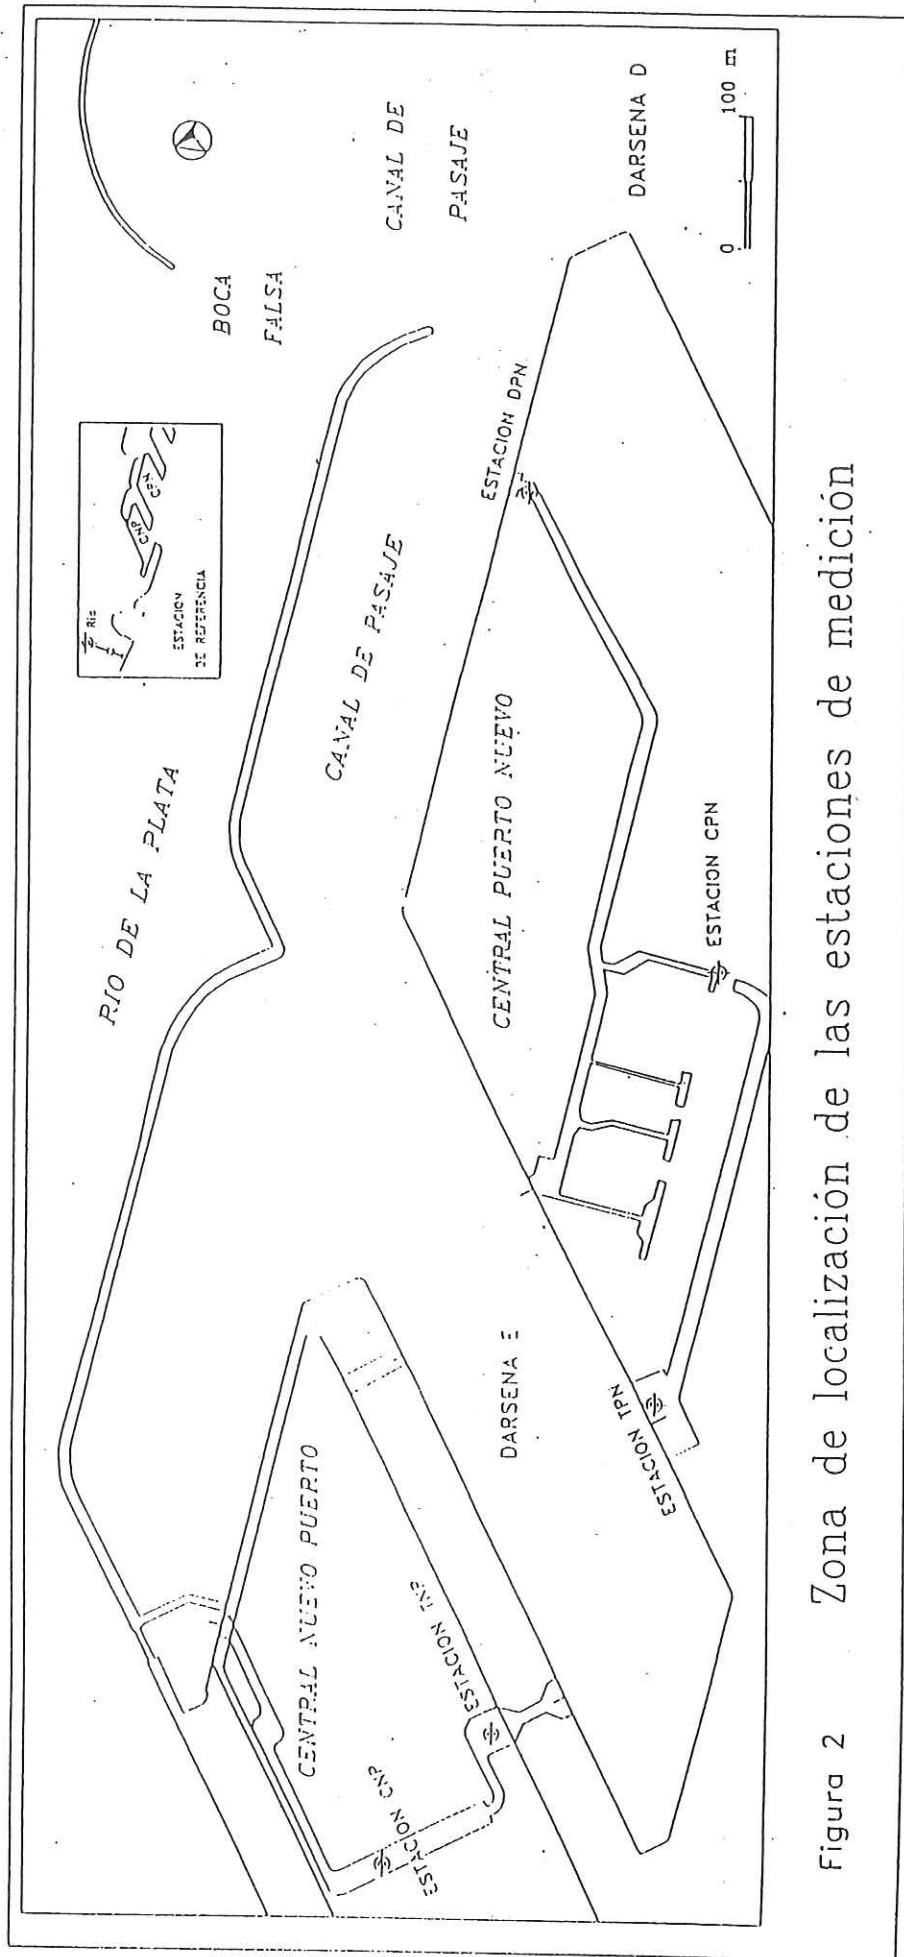 RIO DE LA PLATA
BOCA
FALSA
CANAL DE
PASAJE
CANAL DE PASAJE
DARSENA D
0
100 m
Rio
CNP
CPN
ESTACION
DE REFERENCIA
ESTACION DPN
CENTRAL PUERTO NUEVO
ESTACION CPN
CENTRAL NUEVO PUERTO
DARSENA E
ESTACION TPN
ESTACION TNP
ESTACION CNP
Figura 2
Zona de localización de las estaciones de medición